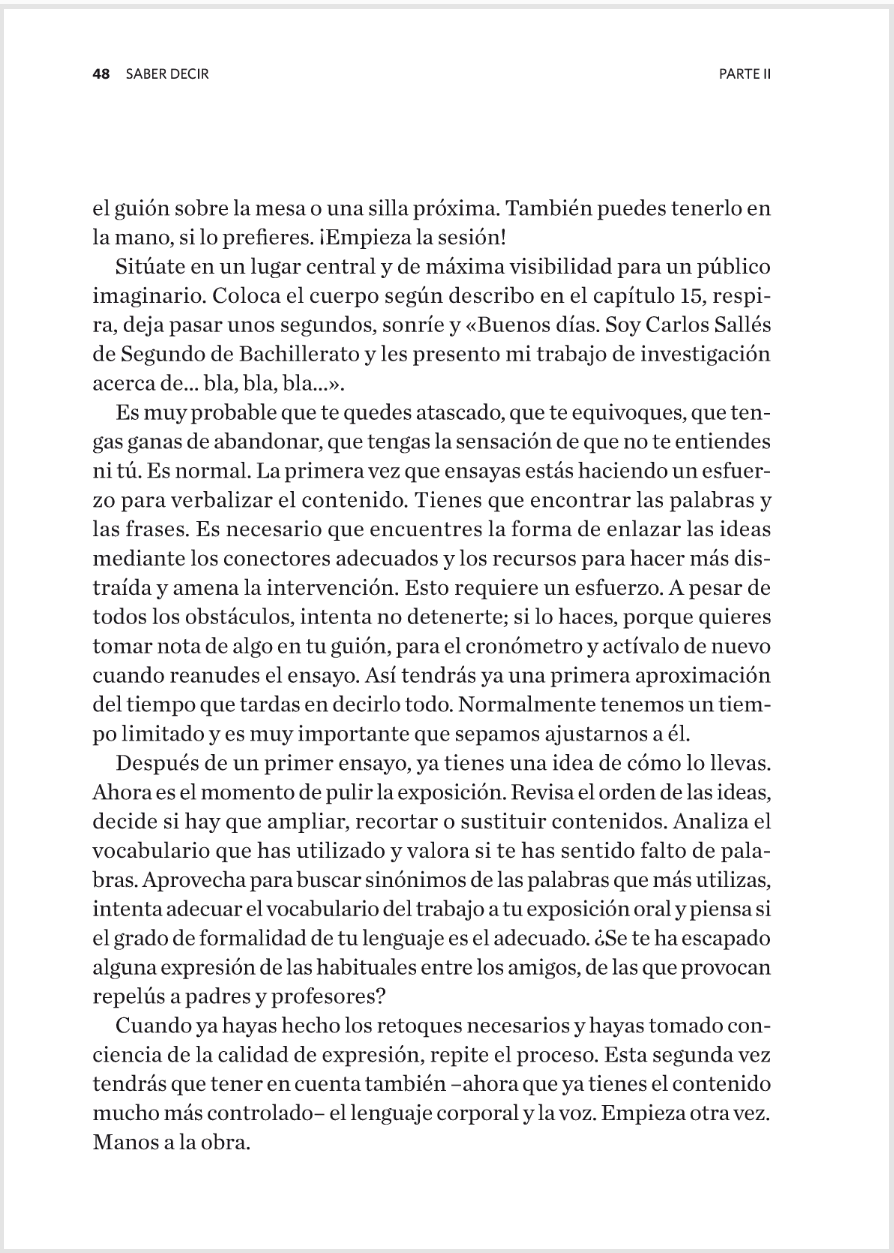 48 SABER DECIR PARTE II
el guión sobre la mesa o una silla próxima. También puedes tenerlo en
la mano, si lo prefieres. ¡Empieza la sesión!
Sitúate en un lugar central y de máxima visibilidad para un público
imaginario. Coloca el cuerpo según describo en el capítulo 15, respi-
ra, deja pasar unos segundos, sonríe y «Buenos días. Soy Carlos Sallés
de Segundo de Bachillerato y les presento mi trabajo de investigación
acerca de... bla, bla, bla...».
Es muy probable que te quedes atascado, que te equivoques, que ten-
gas ganas de abandonar, que tengas la sensación de que no te entiendes
ni tú. Es normal. La primera vez que ensayas estás haciendo un esfuer-
zo para verbalizar el contenido. Tienes que encontrar las palabras y
las frases. Es necesario que encuentres la forma de enlazar las ideas
mediante los conectores adecuados y los recursos para hacer más dis-
traída y amena la intervención. Esto requiere un esfuerzo. A pesar de
todos los obstáculos, intenta no detenerte; si lo haces, porque quieres
tomar nota de algo en tu guión, para el cronómetro y actívalo de nuevo
cuando reanudes el ensayo. Así tendrás ya una primera aproximación
del tiempo que tardas en decirlo todo. Normalmente tenemos un tiem-
po limitado y es muy importante que sepamos ajustarnos a él.
Después de un primer ensayo, ya tienes una idea de cómo lo llevas.
Ahora es el momento de pulir la exposición. Revisa el orden de las ideas,
decide si hay que ampliar, recortar o sustituir contenidos. Analiza el
vocabulario que has utilizado y valora si te has sentido falto de pala-
bras. Aprovecha para buscar sinónimos de las palabras que más utilizas,
intenta adecuar el vocabulario del trabajo a tu exposición oral y piensa si
el grado de formalidad de tu lenguaje es el adecuado. ¿Se te ha escapado
alguna expresión de las habituales entre los amigos, de las que provocan
repelús a padres y profesores?
Cuando ya hayas hecho los retoques necesarios y hayas tomado con-
ciencia de la calidad de expresión, repite el proceso. Esta segunda vez
tendrás que tener en cuenta también –ahora que ya tienes el contenido
mucho más controlado– el lenguaje corporal y la voz. Empieza otra vez.
Manos a la obra.